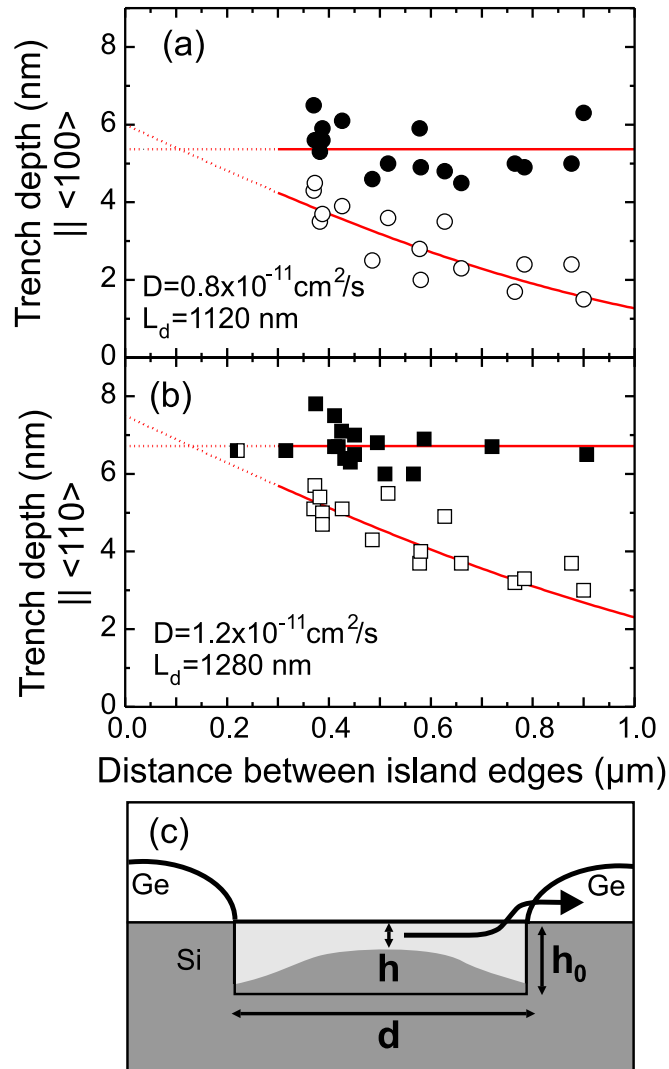 (a)
Trench depth (nm)
|| <100>
8
6
4
2
0
D=0.8x10⁻¹¹cm²/s
L_d=1120 nm
(b)
Trench depth (nm)
|| <110>
8
6
4
2
0
D=1.2x10⁻¹¹cm²/s
L_d=1280 nm
0.0 0.2 0.4 0.6 0.8 1.0
Distance between island edges (µm)
(c)
Ge Ge
Si h h₀
d